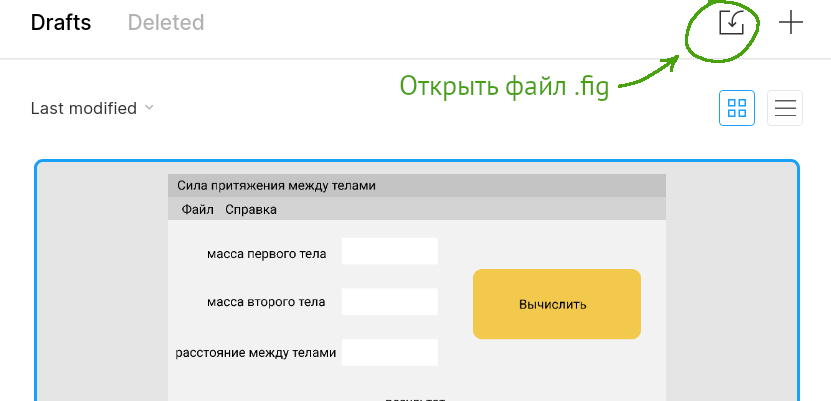 Drafts Deleted
Открыть файл .fig
Last modified
Сила притяжения между телами
Файл Справка
масса первого тела
Вычислить
масса второго тела
расстояние между телами
результат